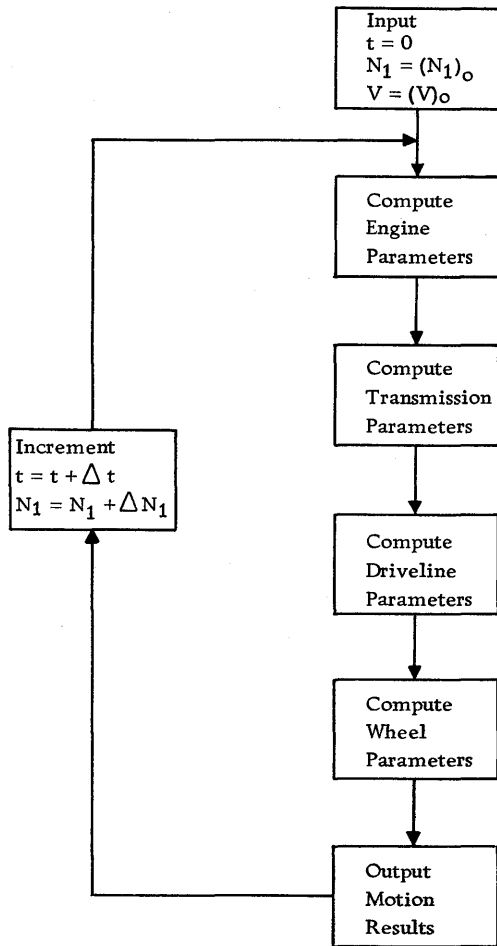 Input
t = 0
N₁ = (N₁)ₒ
V = (V)ₒ
Compute
Engine
Parameters
Compute
Transmission
Parameters
Increment
t = t + Δ t
N₁ = N₁ + Δ N₁
Compute
Driveline
Parameters
Compute
Wheel
Parameters
Output
Motion
Results